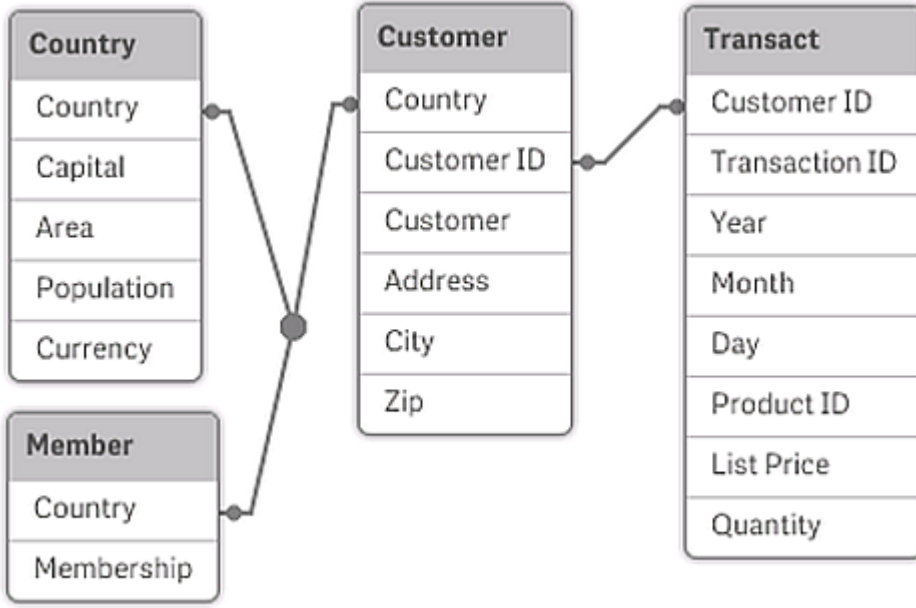 Country
Country
Capital
Area
Population
Currency
Member
Country
Membership
Customer
Country
Customer ID
Customer
Address
City
Zip
Transact
Customer ID
Transaction ID
Year
Month
Day
Product ID
List Price
Quantity